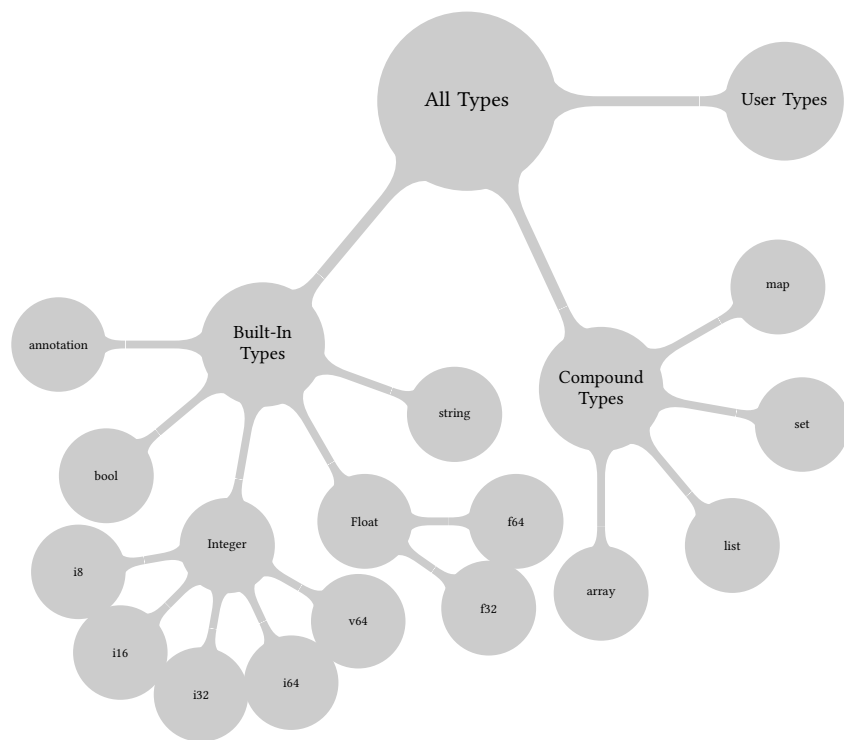 All Types
User Types
map
Built-In
Types
annotation
Compound
Types
string
set
bool
Float
f64
Integer
list
i8
array
f32
v64
i16
i64
i32